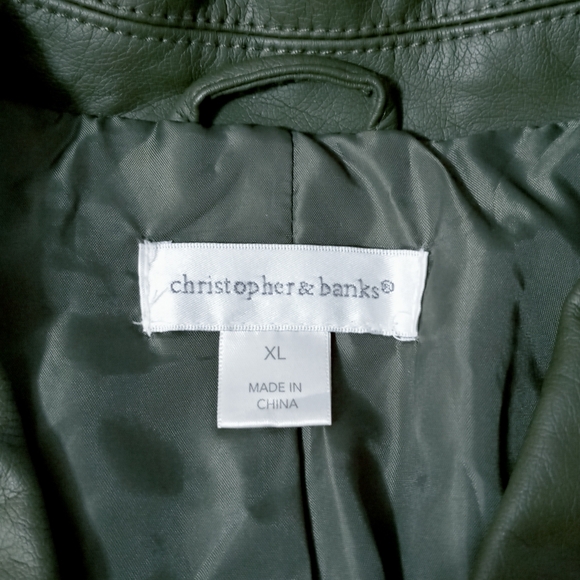 christopher & banks®
XL
MADE IN
CHINA